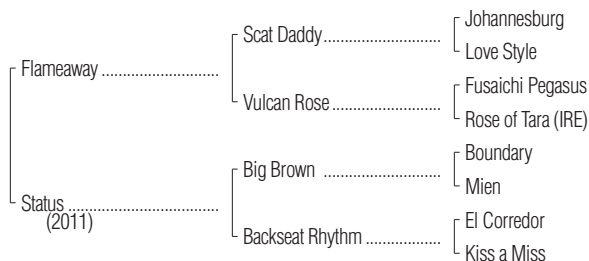 Johannesburg
Scat Daddy..............................
Love Style
Flameaway ..............................
Fusaichi Pegasus
Vulcan Rose............................
Rose of Tara (IRE)
Boundary
Big Brown ..............................
Mien
Status.......................................
(2011)
El Corredor
Backseat Rhythm ...................
Kiss a Miss